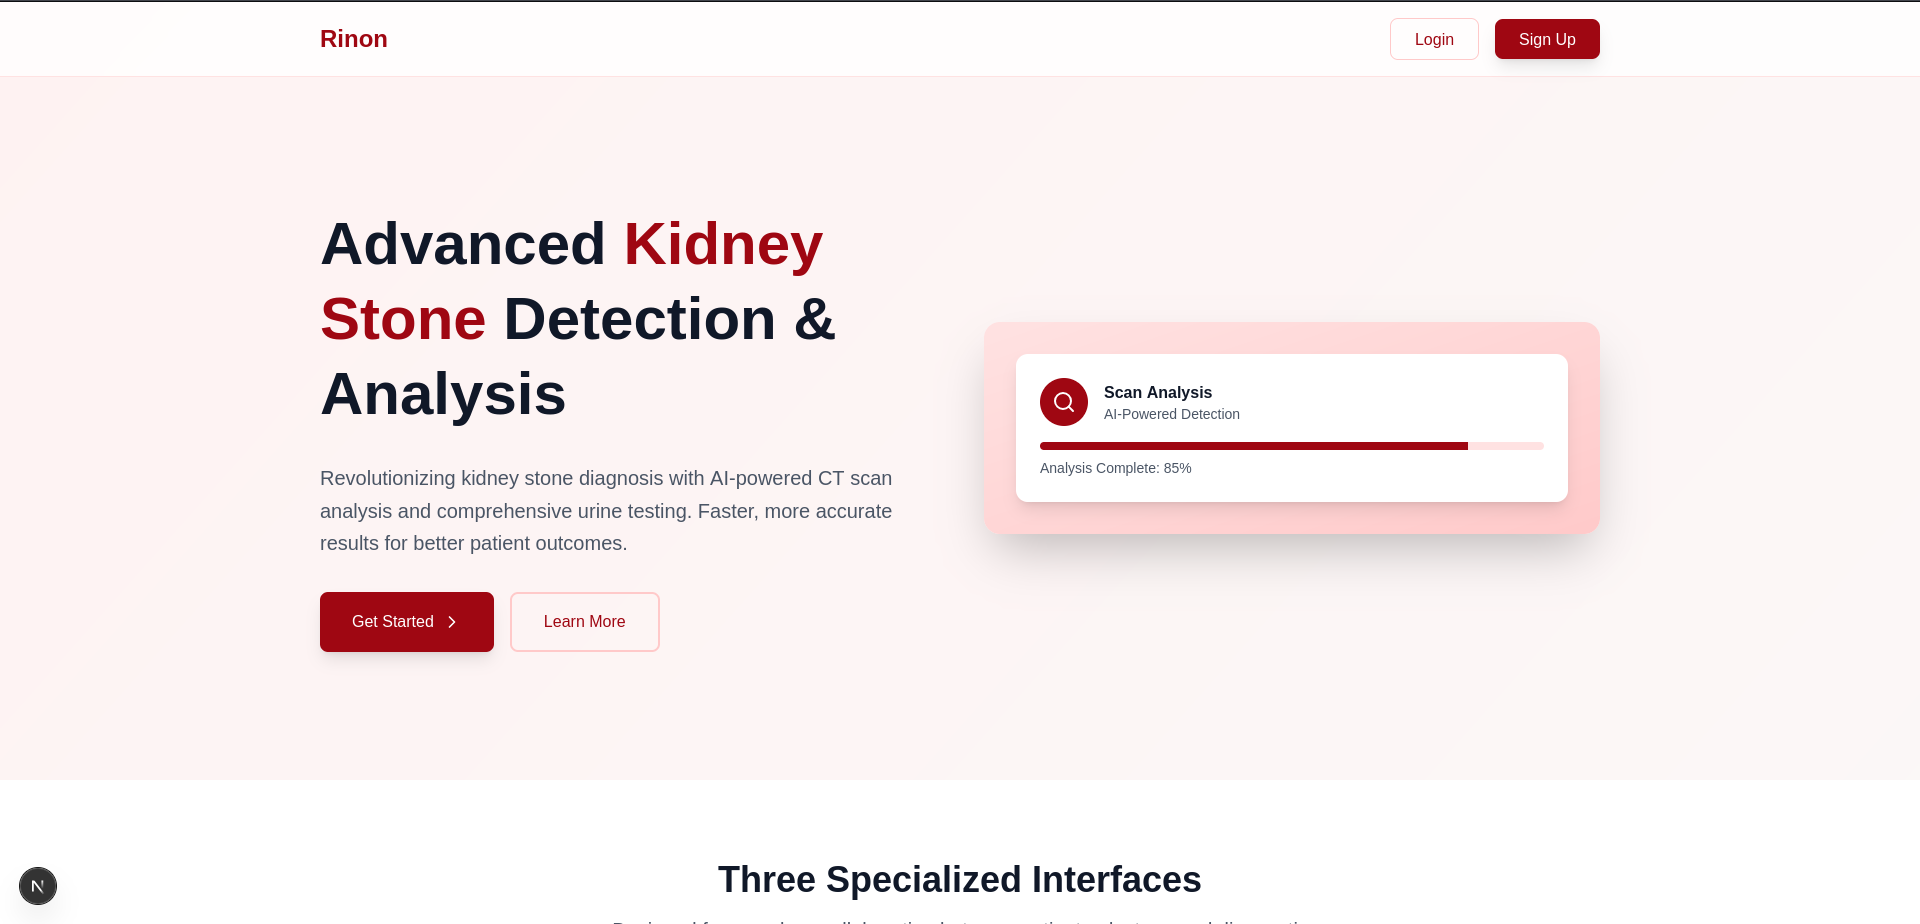 Rinon
Login
Sign Up
Advanced Kidney
Stone Detection &
Analysis
Revolutionizing kidney stone diagnosis with AI-powered CT scan
analysis and comprehensive urine testing. Faster, more accurate
results for better patient outcomes.
Get Started
Learn More
Scan Analysis
AI-Powered Detection
Analysis Complete: 85%
Three Specialized Interfaces